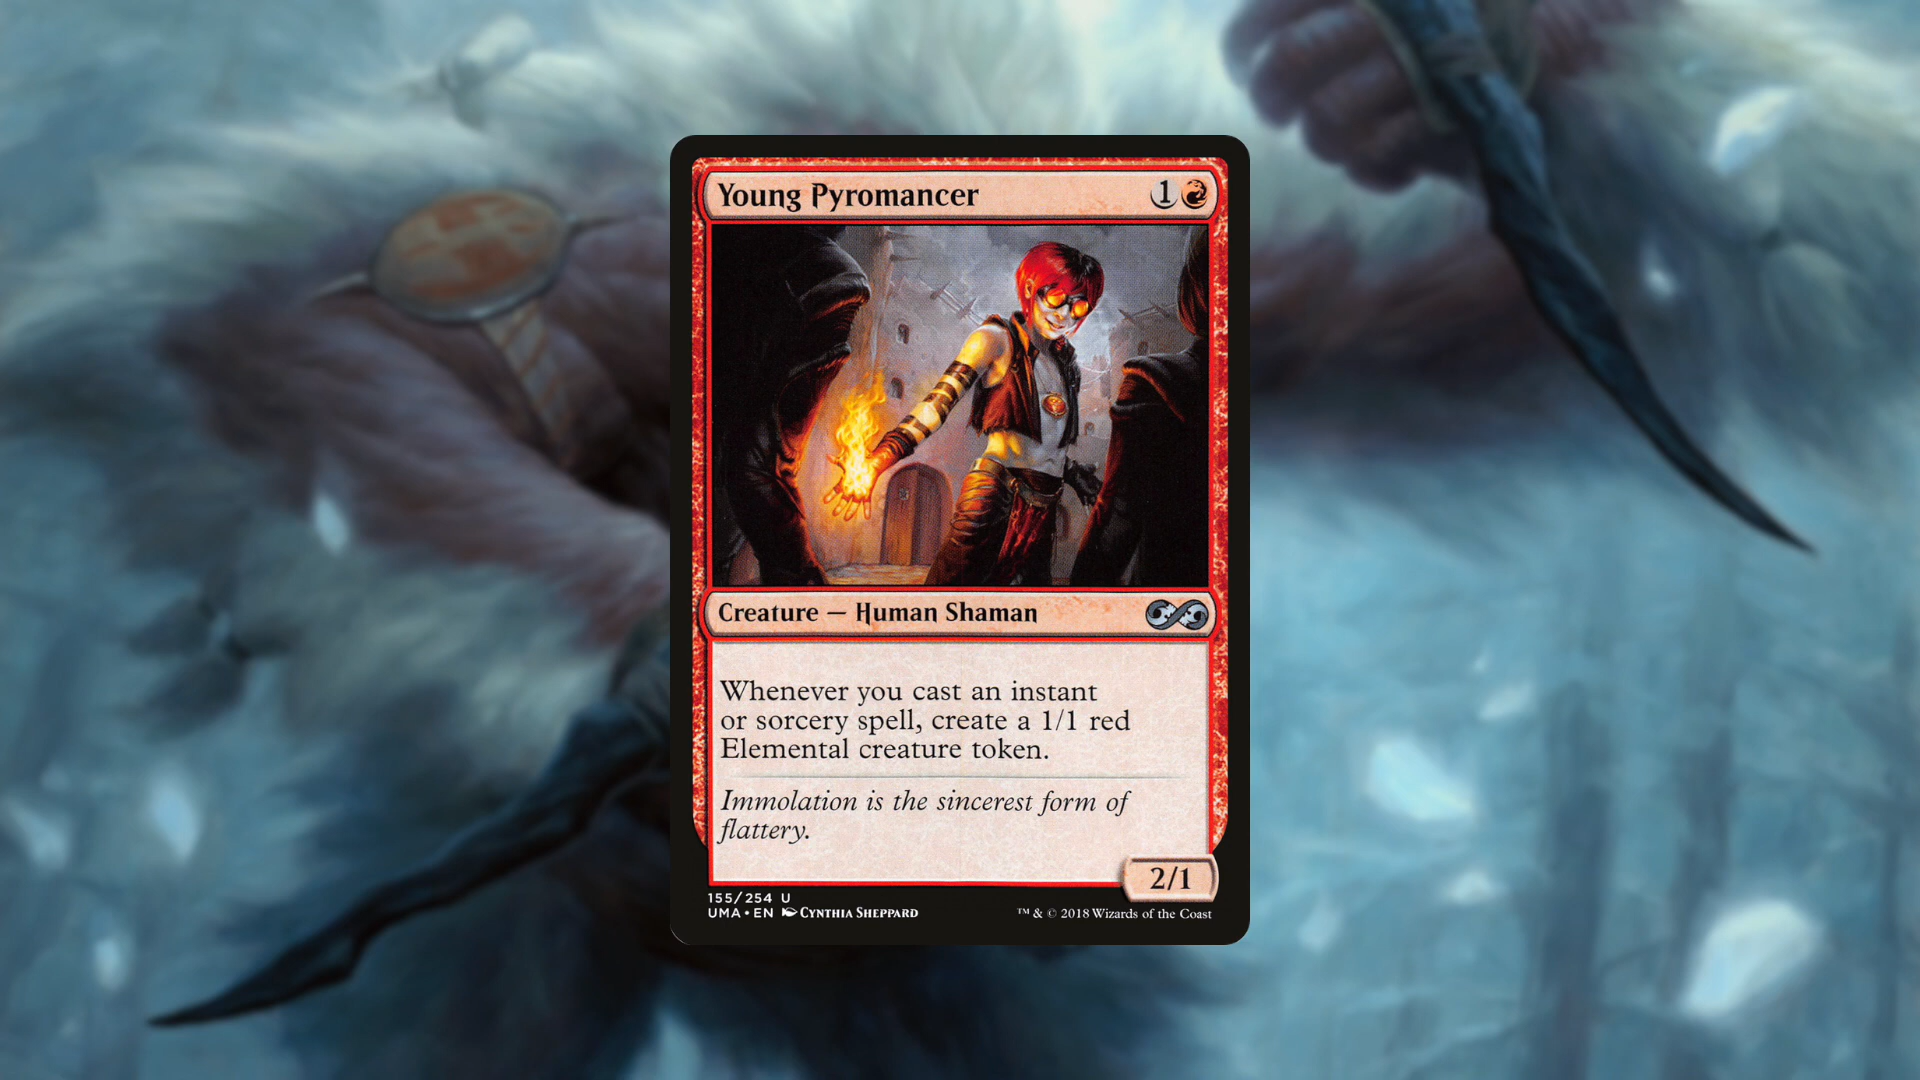 Young Pyromancer 1
Creature — Human Shaman
Whenever you cast an instant
or sorcery spell, create a 1/1 red
Elemental creature token.
Immolation is the sincerest form of
flattery.
2/1
155/254 U
UMA • EN Cynthia Sheppard
™ & © 2018 Wizards of the Coast